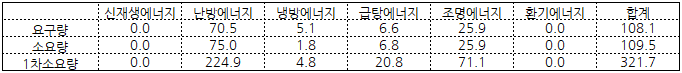 신재생에너지 난방에너지 냉방에너지 급탕에너지 조명에너지 환기에너지 합계
요구량 0.0 70.5 5.1 6.6 25.9 0.0 108.1
소요량 0.0 75.0 1.8 6.8 25.9 0.0 109.5
1차소요량 0.0 224.9 4.8 20.8 71.1 0.0 321.7